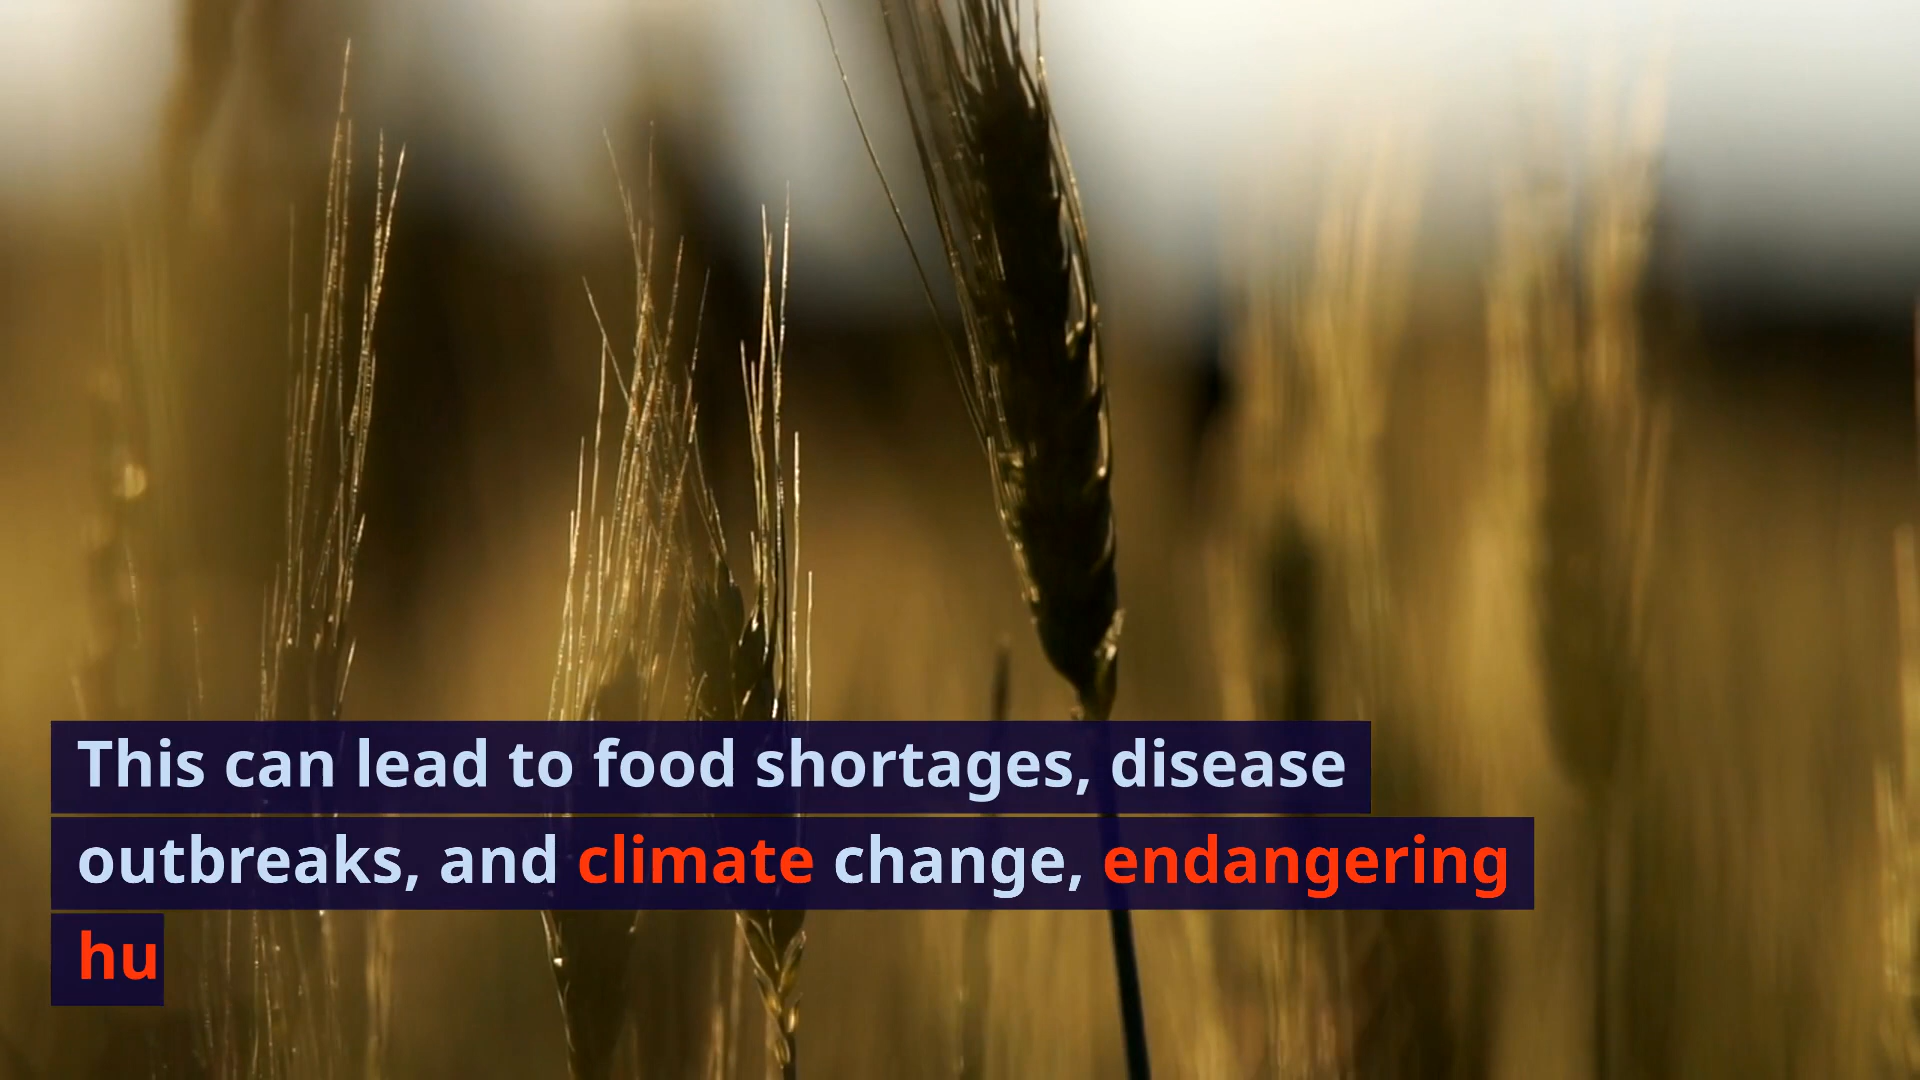 This can lead to food shortages, disease
outbreaks, and climate change, endangering
hu